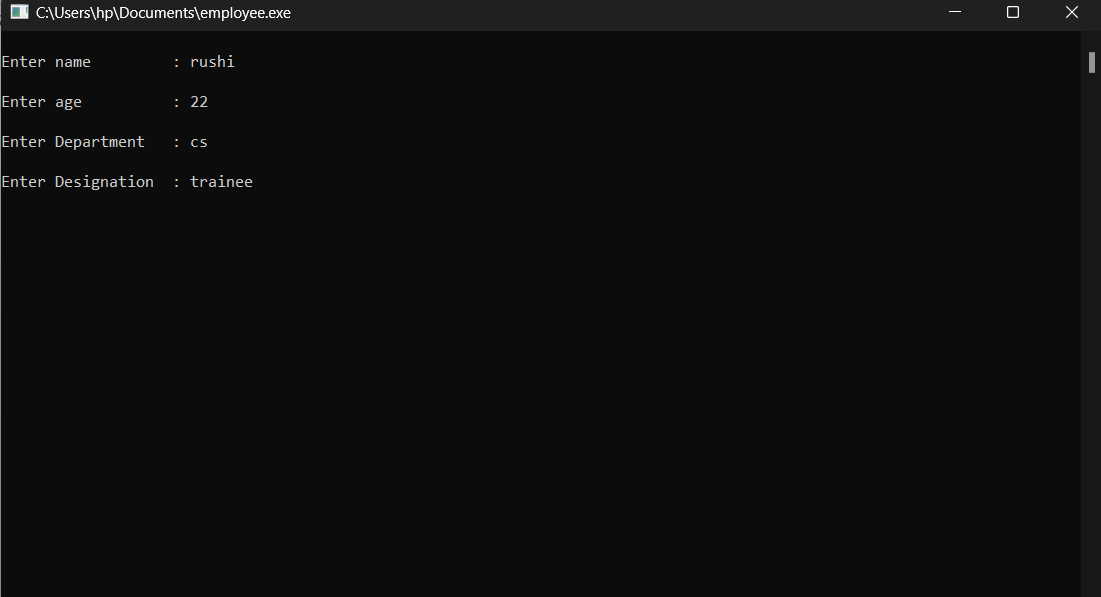 C:\Users\hp\Documents\employee.exe
Enter name         : rushi
Enter age          : 22
Enter Department   : cs
Enter Designation  : trainee